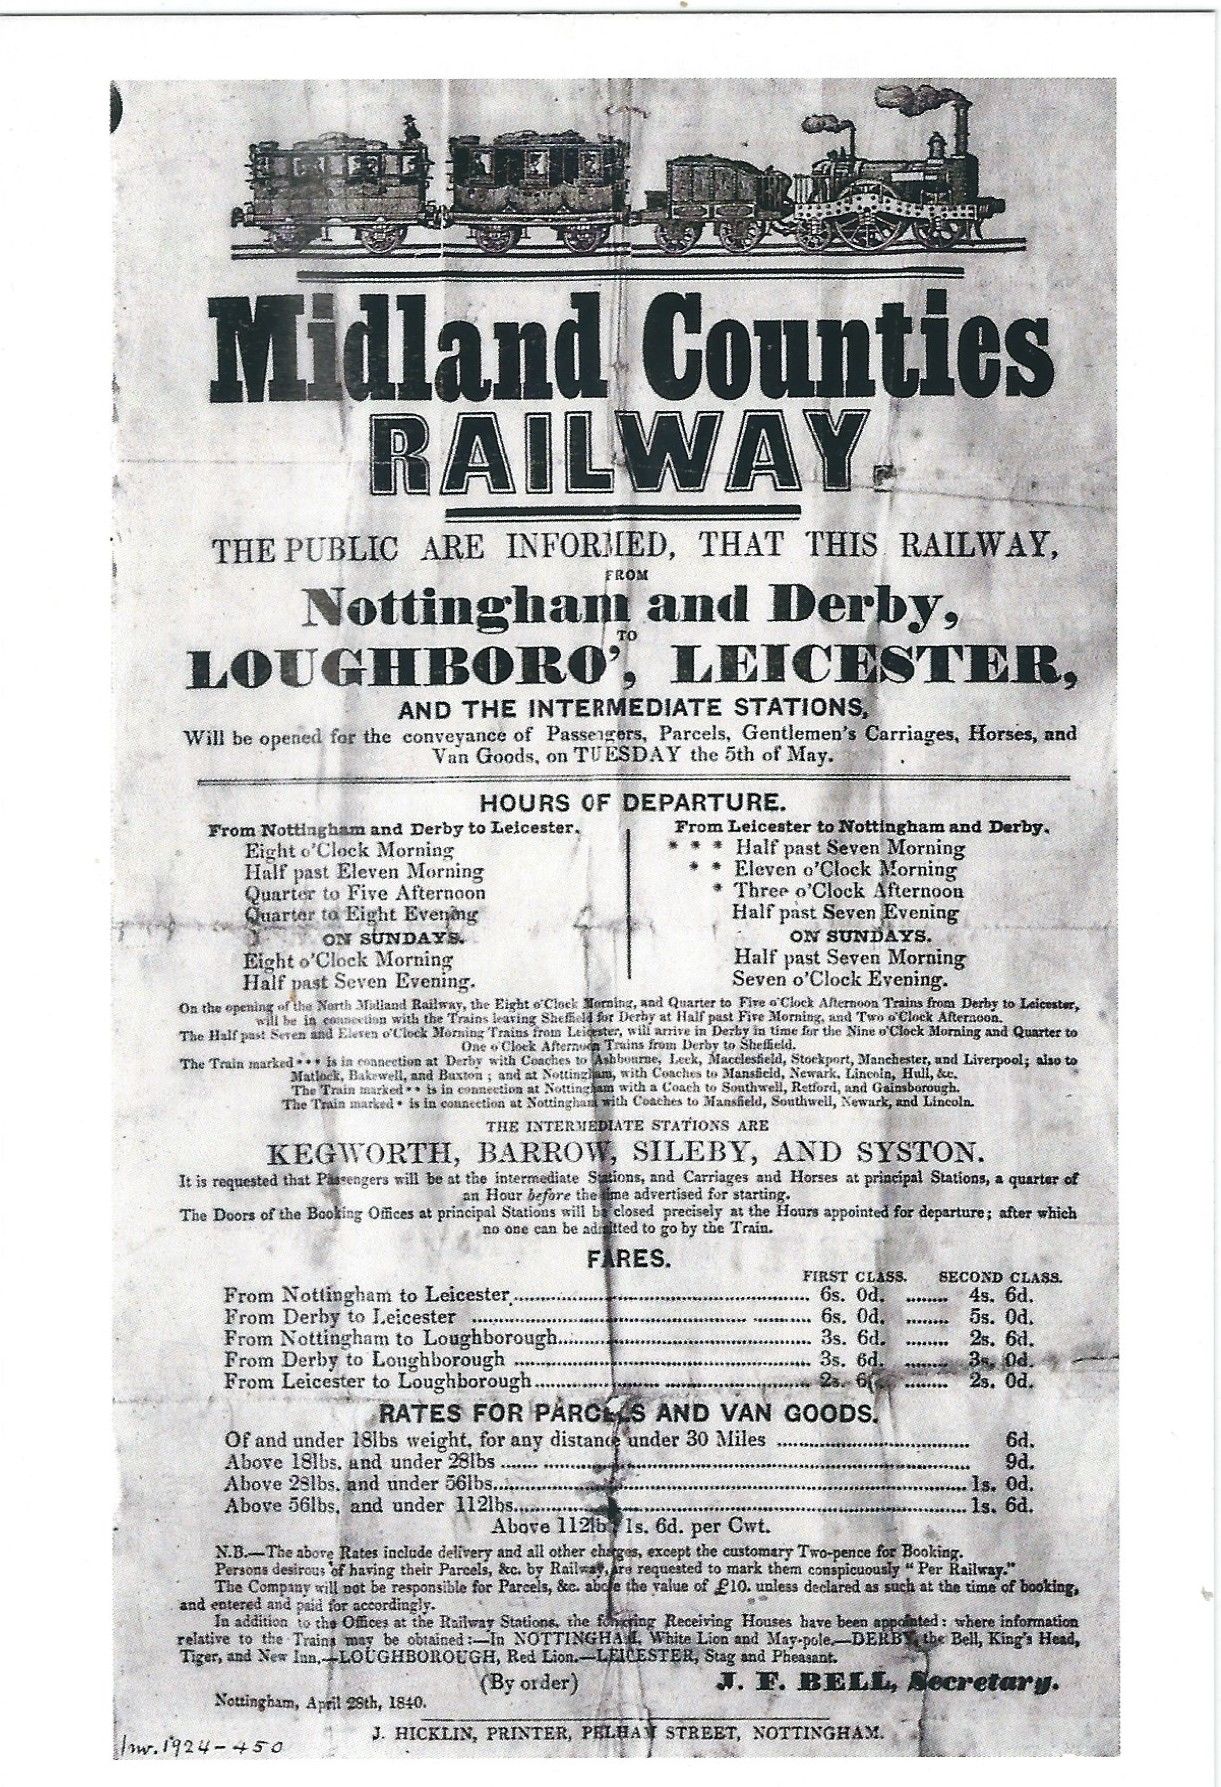 Midland Counties
RAILWAY.
THE PUBLIC ARE INFORMED, THAT THIS RAILWAY,
FROM
Nottingham and Derby,
TO
LOUGHBORO', LEICESTER,
AND THE INTERMEDIATE STATIONS,
Will be opened for the conveyance of Passengers, Parcels, Gentlemen's Carriages, Horses, and
Van Goods, on TUESDAY the 5th of May.
HOURS OF DEPARTURE.
From Nottingham and Derby to Leicester.
Eight o'Clock Morning
Half past Eleven Morning
Quarter to Five Afternoon
Quarter to Eight Evening
ON SUNDAYS.
Eight o'Clock Morning
Half past Seven Evening.
From Leicester to Nottingham and Derby.
* * * Half past Seven Morning
* * Eleven o'Clock Morning
* Three o'Clock Afternoon
Half past Seven Evening
ON SUNDAYS.
Half past Seven Morning
Seven o'Clock Evening.
On the opening of the North Midland Railway, the Eight o'Clock Morning, and Quarter to Five o'Clock Afternoon Trains from Derby to Leicester,
will be in connection with the Trains leaving Sheffield for Derby at Half past Five Morning, and Two o'Clock Afternoon.
The Half past Seven and Eleven o'Clock Morning Trains from Leicester, will arrive in Derby in time for the Nine o'Clock Morning and Quarter to
One o'Clock Afternoon Trains from Derby to Sheffield.
The Train marked * * * is in connection at Derby with Coaches to Ashbourne, Leek, Macclesfield, Stockport, Manchester, and Liverpool; also to
Matlock, Bakewell, and Buxton; and at Nottingham, with Coaches to Mansfield, Newark, Lincoln, Hull, &c.
The Train marked * * is in connection at Nottingham with a Coach to Southwell, Retford, and Gainsborough.
The Train marked * is in connection at Nottingham with Coaches to Mansfield, Southwell, Newark, and Lincoln.
THE INTERMEDIATE STATIONS ARE
KEGWORTH, BARROW, SILEBY, AND SYSTON.
It is requested that Passengers will be at the intermediate Stations, and Carriages and Horses at principal Stations, a quarter of
an Hour before the time advertised for starting.
The Doors of the Booking Offices at principal Stations will be closed precisely at the Hours appointed for departure; after which
no one can be admitted to go by the Train.
FARES.
FIRST CLASS. SECOND CLASS.
From Nottingham to Leicester 6s. 0d. 4s. 6d.
From Derby to Leicester 6s. 0d. 5s. 0d.
From Nottingham to Loughborough 3s. 6d. 2s. 6d.
From Derby to Loughborough 3s. 6d. 3s. 0d.
From Leicester to Loughborough 2s. 6d. 2s. 0d.
RATES FOR PARCELS AND VAN GOODS.
Of and under 18lbs weight, for any distance under 30 Miles 6d.
Above 18lbs. and under 28lbs 9d.
Above 28lbs. and under 56lbs 1s. 0d.
Above 56lbs. and under 112lbs 1s. 6d.
Above 112lbs 1s. 6d. per Cwt.
N.B.—The above Rates include delivery and all other charges, except the customary Two-pence for Booking.
Persons desirous of having their Parcels, &c. by Railway, are requested to mark them conspicuously "Per Railway."
The Company will not be responsible for Parcels, &c. above the value of £10. unless declared as such at the time of booking,
and entered and paid for accordingly.
In addition to the Offices at the Railway Stations, the following Receiving Houses have been appointed: where information
relative to the Trains may be obtained:—In NOTTINGHAM, White Lion and May-pole.—DERBY, the Bell, King's Head,
Tiger, and New Inn.—LOUGHBOROUGH, Red Lion.—LEICESTER, Stag and Pheasant.
(By order) J. F. BELL, Secretary.
Nottingham, April 28th, 1840.
J. HICKLIN, PRINTER, PELHAM STREET, NOTTINGHAM.
Inv. 1924-450